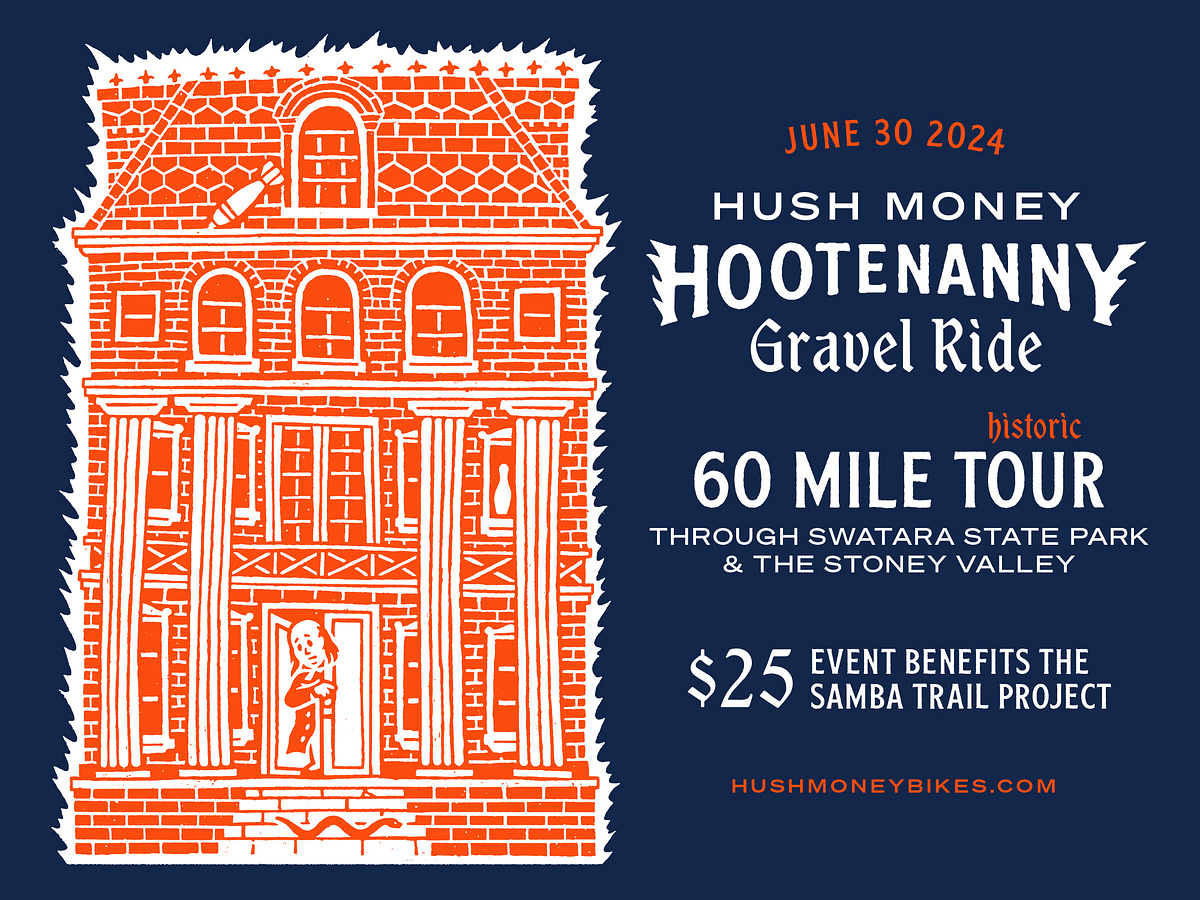 JUNE 30 2024
HUSH MONEY
HOOTENANNY
Gravel Ride
historic
60 MILE TOUR
THROUGH SWATARA STATE PARK
& THE STONEY VALLEY
$25 EVENT BENEFITS THE
SAMBA TRAIL PROJECT
HUSHMONEYBIKES.COM